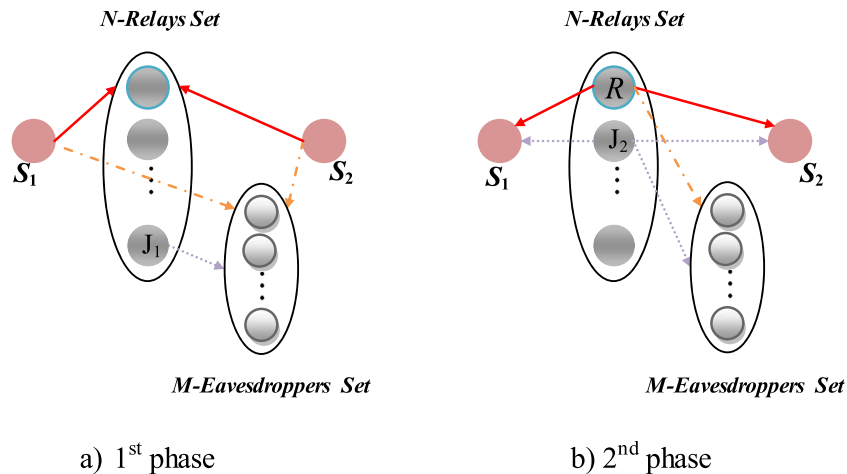 N-Relays Set
S1
S2
J1
M-Eavesdroppers Set
a) 1st phase
N-Relays Set
R
J2
S1
S2
M-Eavesdroppers Set
b) 2nd phase